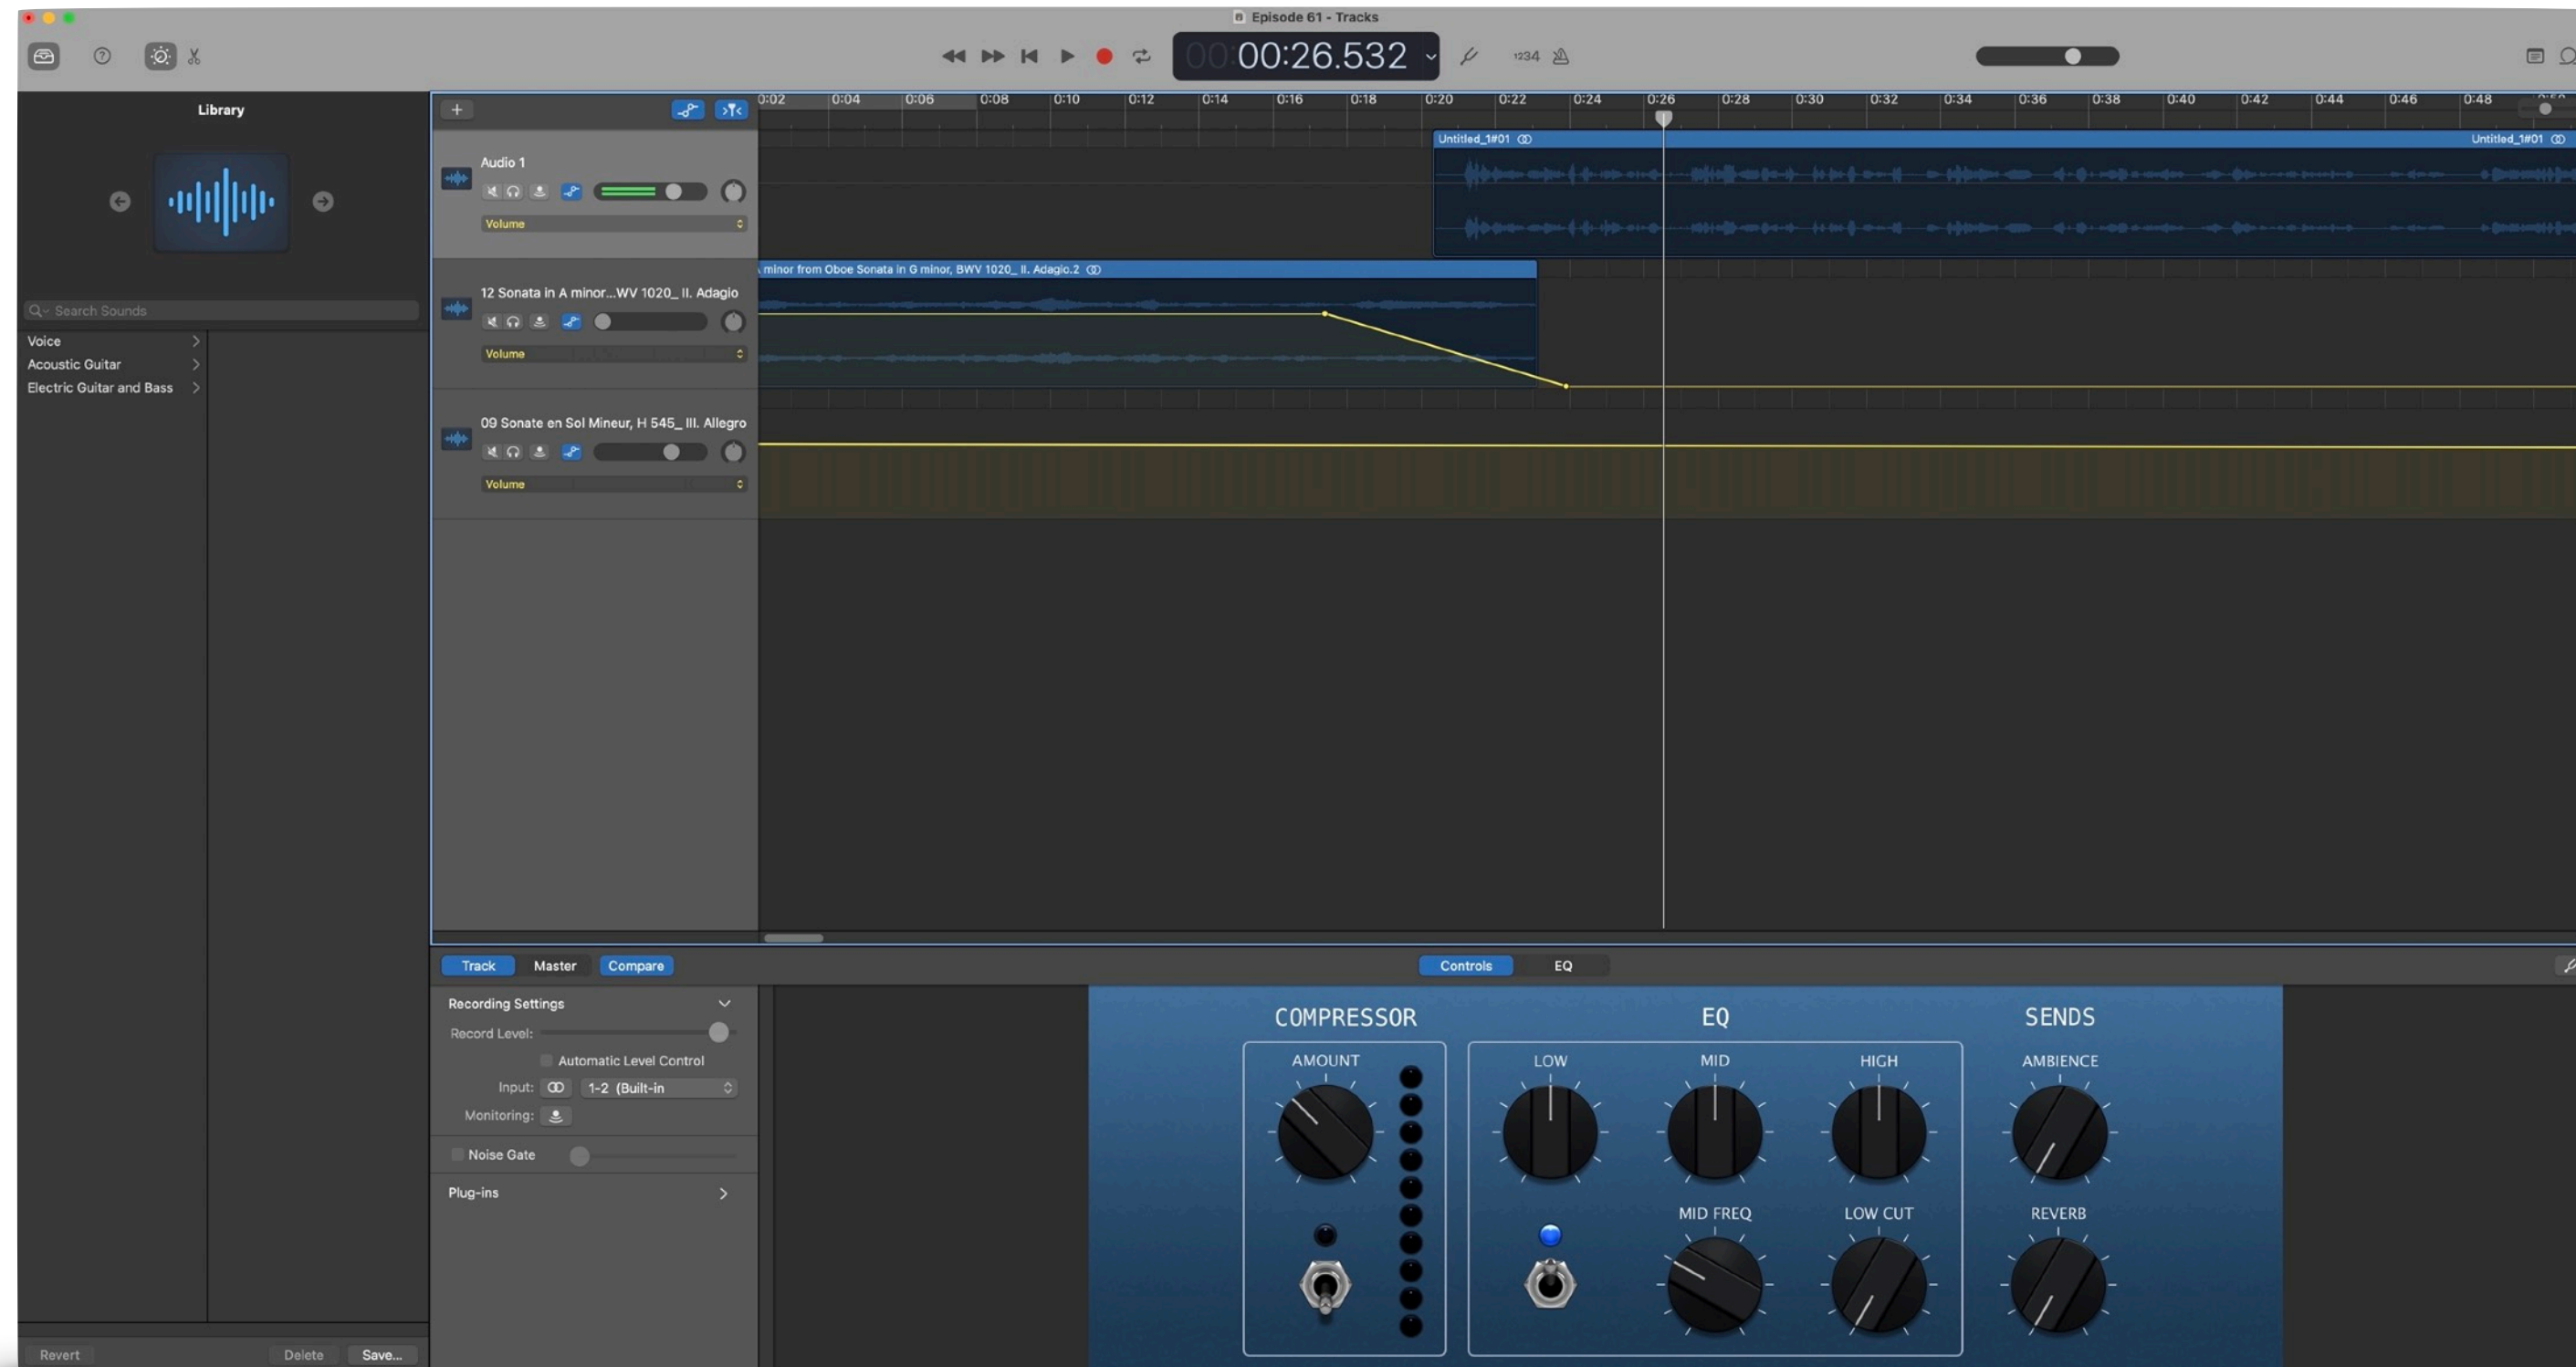 Episode 61 - Tracks
00:00:26.532
1234
Library
Search Sounds
Voice
Acoustic Guitar
Electric Guitar and Bass
Revert
Delete
Save...
0:02 0:04 0:06 0:08 0:10 0:12 0:14 0:16 0:18 0:20 0:22 0:24 0:26 0:28 0:30 0:32 0:34 0:36 0:38 0:40 0:42 0:44 0:46 0:48
Audio 1
Volume
Untitled_1#01
Untitled_1#01
12 Sonata in A minor...WV 1020_ II. Adagio
Volume
minor from Oboe Sonata in G minor, BWV 1020_ II. Adagio.2
09 Sonate en Sol Mineur, H 545_ III. Allegro
Volume
Track Master Compare
Controls EQ
Recording Settings
Record Level:
Automatic Level Control
Input: 1-2 (Built-in
Monitoring:
Noise Gate
Plug-ins
COMPRESSOR
AMOUNT
EQ
LOW MID HIGH
MID FREQ LOW CUT
SENDS
AMBIENCE
REVERB